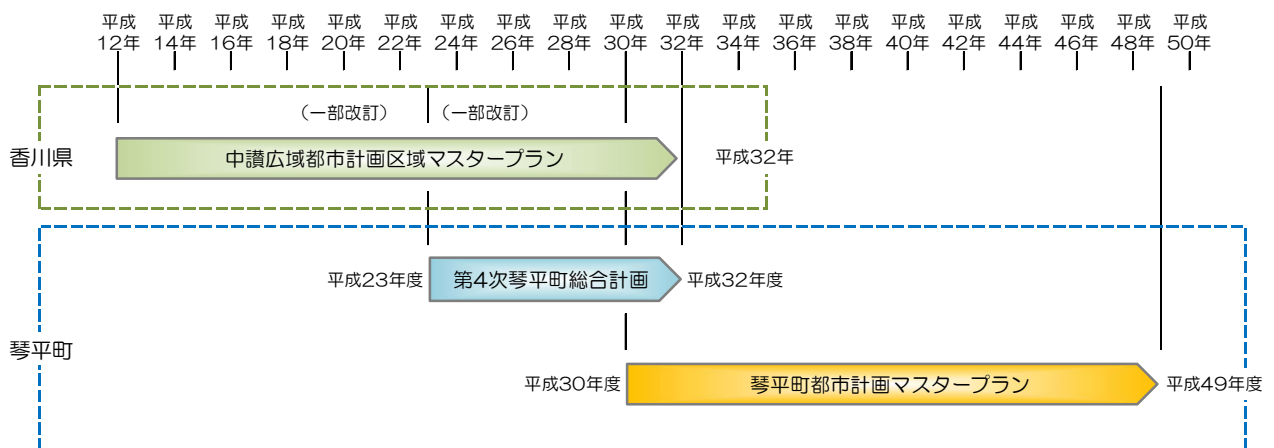 平成 平成 平成 平成 平成 平成 平成 平成 平成 平成 平成 平成 平成 平成 平成 平成 平成 平成 平成 平成
12年 14年 16年 18年 20年 22年 24年 26年 28年 30年 32年 34年 36年 38年 40年 42年 44年 46年 48年 50年
（一部改訂） （一部改訂）
香川県 中讃広域都市計画区域マスタープラン 平成32年
平成23年度 第4次琴平町総合計画 平成32年度
琴平町
平成30年度 琴平町都市計画マスタープラン 平成49年度